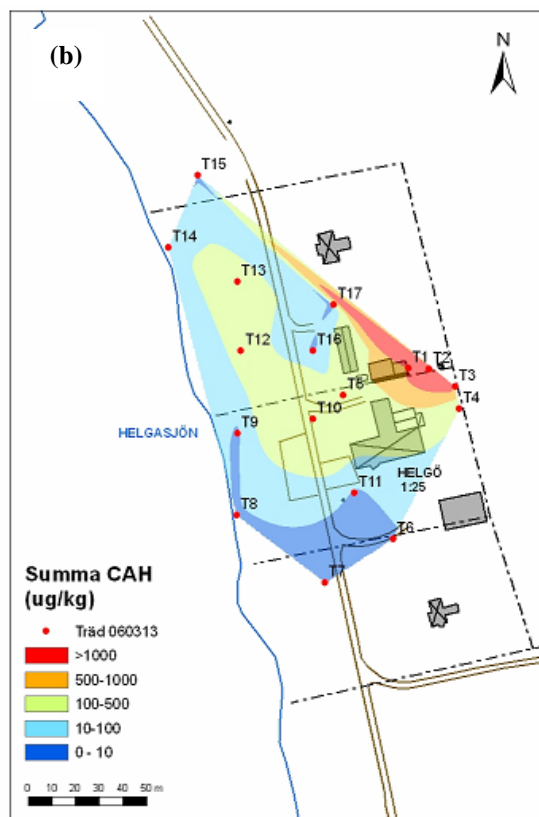 (b)
N
T15
T14
T13
T17
T12
T16
T1
T2
T3
T5
T4
T10
T9
HELGASJÖN
HELGÖ
1:25
T11
T8
T6
T7
Summa CAH
(ug/kg)
Träd 060313
>1000
500-1000
100-500
10-100
0 - 10
0 10 20 30 40 50 m